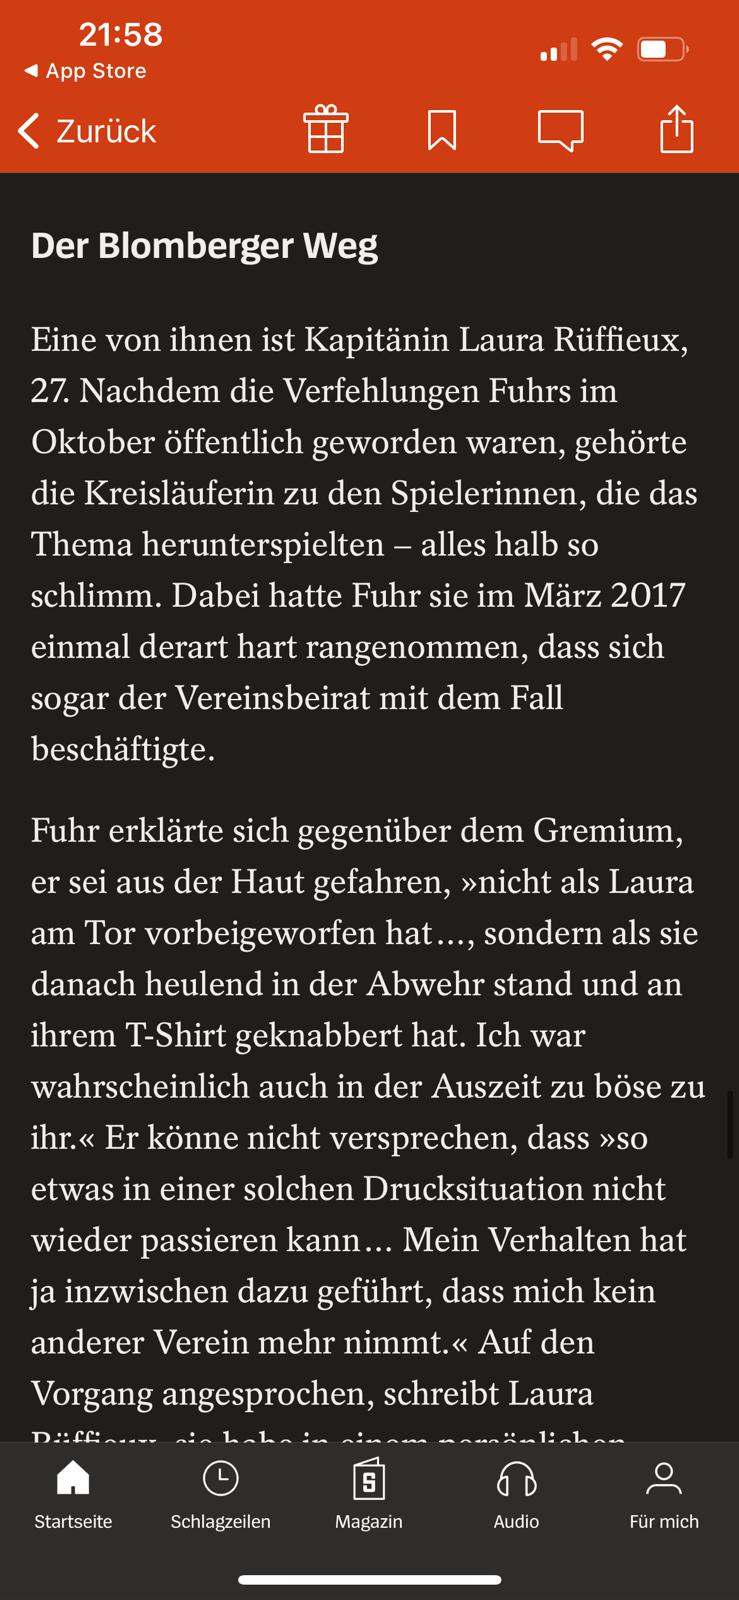 21:58
◀ App Store
Zurück
Der Blomberger Weg
Eine von ihnen ist Kapitänin Laura Rüffieux,
27. Nachdem die Verfehlungen Fuhrs im
Oktober öffentlich geworden waren, gehörte
die Kreisläuferin zu den Spielerinnen, die das
Thema herunterspielten – alles halb so
schlimm. Dabei hatte Fuhr sie im März 2017
einmal derart hart rangenommen, dass sich
sogar der Vereinsbeirat mit dem Fall
beschäftigte.
Fuhr erklärte sich gegenüber dem Gremium,
er sei aus der Haut gefahren, »nicht als Laura
am Tor vorbeigeworfen hat…, sondern als sie
danach heulend in der Abwehr stand und an
ihrem T-Shirt geknabbert hat. Ich war
wahrscheinlich auch in der Auszeit zu böse zu
ihr.« Er könne nicht versprechen, dass »so
etwas in einer solchen Drucksituation nicht
wieder passieren kann… Mein Verhalten hat
ja inzwischen dazu geführt, dass mich kein
anderer Verein mehr nimmt.« Auf den
Vorgang angesprochen, schreibt Laura
Rüffieux, sie habe in einem persönlichen
Startseite
Schlagzeilen
S
Magazin
Audio
Für mich